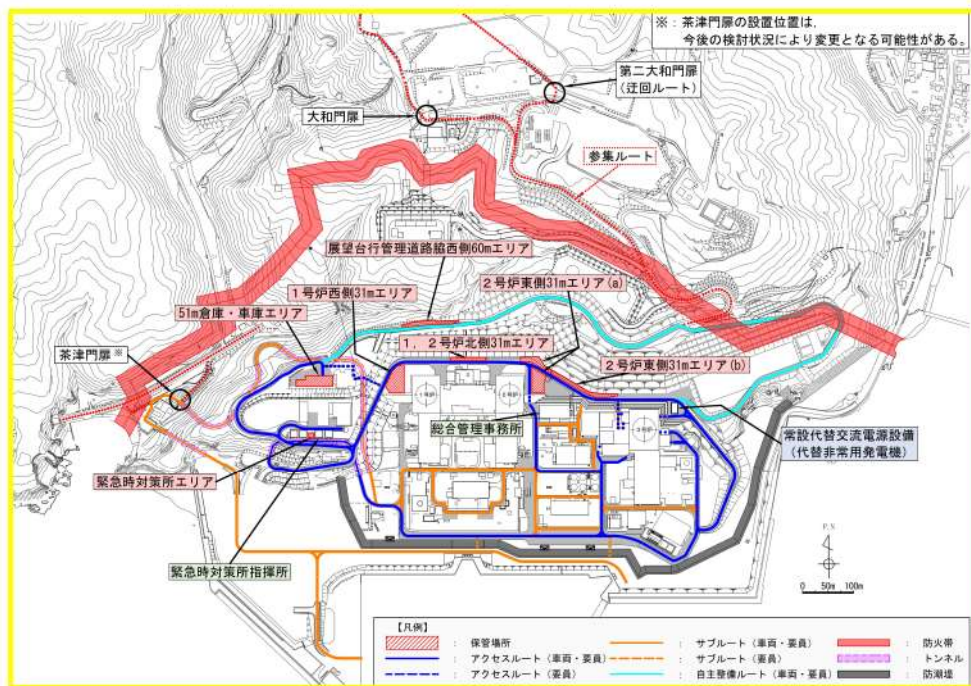 ※：茶津門扉の設置位置は、
今後の検討状況により変更となる可能性がある。
第二大和門扉
（迂回ルート）
大和門扉
参集ルート
展望台行管理道路脇西側60mエリア
１号炉西側31mエリア
２号炉東側31mエリア(a)
51m倉庫・車庫エリア
１，２号炉北側31mエリア
茶津門扉※
２号炉東側31mエリア(b)
1号炉
2号炉
3号炉
総合管理事務所
常設代替交流電源設備
（代替非常用発電機）
緊急時対策所エリア
緊急時対策所指揮所
P.N
0 50m 100m
【凡例】
： 保管場所
： サブルート（車両・要員）
： 防火帯
： アクセスルート（車両・要員）
： サブルート（要員）
： トンネル
： アクセスルート（要員）
： 自主整備ルート（車両・要員）
： 防潮堤